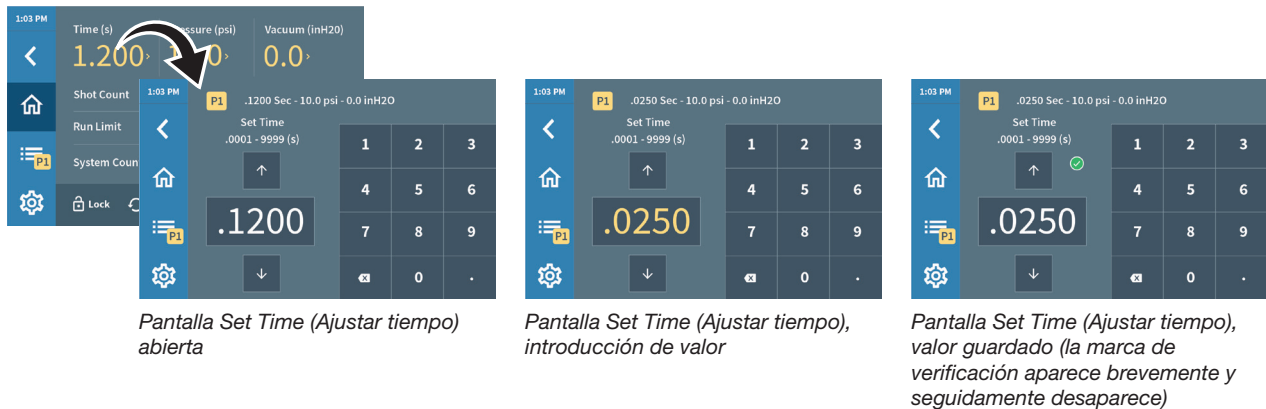 1:03 PM
Time (s)
Vacuum (inH20)
1.200
0.0
Shot Count
Run Limit
P1
Lock
1:03 PM
P1 .1200 Sec - 10.0 psi - 0.0 inH2O
Set Time
.0001 - 9999 (s)
1 2 3
4 5 6
.1200
P1
7 8 9
0 .
1:03 PM
P1 .0250 Sec - 10.0 psi - 0.0 inH2O
Set Time
.0001 - 9999 (s)
1 2 3
4 5 6
.0250
P1
7 8 9
0 .
1:03 PM
P1 .0250 Sec - 10.0 psi - 0.0 inH2O
Set Time
.0001 - 9999 (s)
1 2 3
4 5 6
.0250
P1
7 8 9
0 .
Pantalla Set Time (Ajustar tiempo)
abierta
Pantalla Set Time (Ajustar tiempo),
introducción de valor
Pantalla Set Time (Ajustar tiempo),
valor guardado (la marca de
verificación aparece brevemente y
seguidamente desaparece)